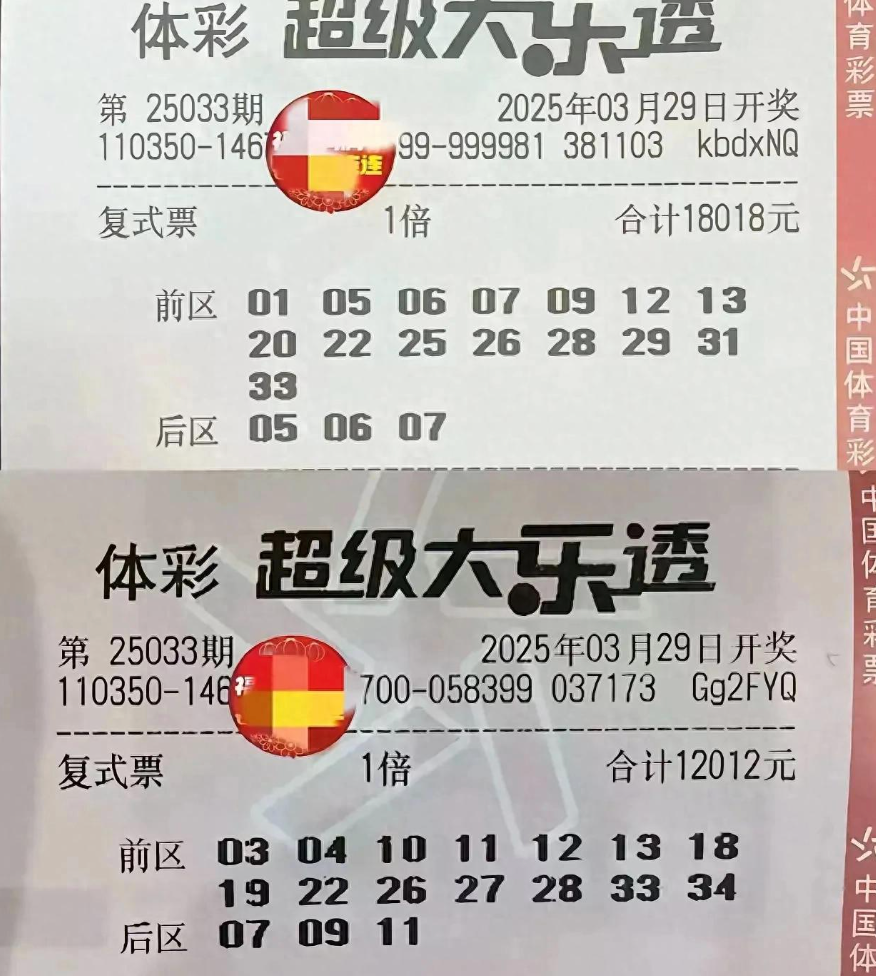 体彩 超级大乐透
第 25033期 2025年03月29日开奖
110350-146 99-999981 381103 kbdxNQ
复式票 1倍 合计18018元
前区 01 05 06 07 09 12 13
20 22 25 26 28 29 31
33
后区 05 06 07
体育彩票
中国体育彩
体彩 超级大乐透
第 25033期 2025年03月29日开奖
110350-146 700-058399 037173 Gg2FYQ
复式票 1倍 合计12012元
前区 03 04 10 11 12 13 18
19 22 26 27 28 33 34
后区 07 09 11
中国体育彩票
中国体